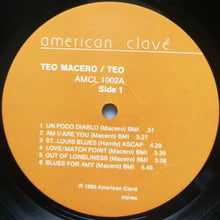 american clavé
TEO MACERO / TEO
AMCL 1002A
Side 1
1 UN POCO DIABLO (Macero) BMI .51
2 AM I/ARE YOU (Macero) BMI 3.27
3 ST. LOUIS BLUES (Handy) ASCAP 3.29
4 LOVE/MATCH POINT (Macero) BMI 4.39
5 OUT OF LONELINESS (Macero) BMI 6.06
6 BLUES FOR AMY (Macero) BMI 4.45
© 1980 American Clavé
stereo